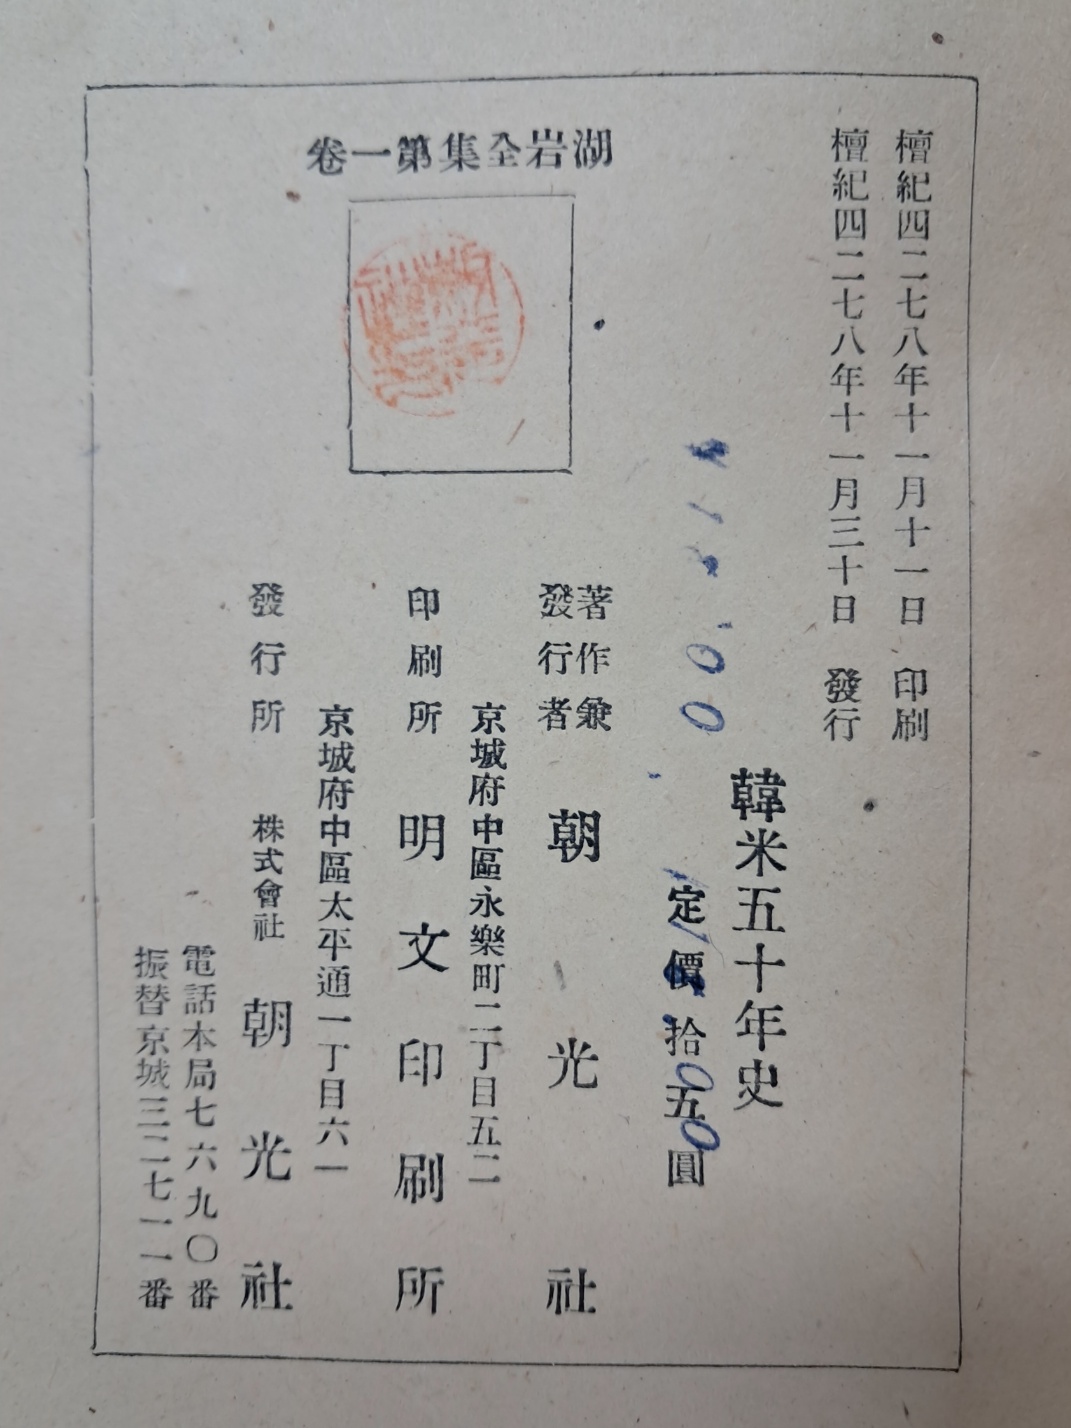 檀紀四二七八年十一月十一日 印刷
檀紀四二七八年十一月三十日 發行
韓米五十年史
定價拾五圓
湖岩全集第一卷
著作兼
發行者
朝光社
京城府中區永樂町二丁目五二
印刷所 明文印刷所
京城府中區太平通一丁目六一
發行所 株式會社 朝光社
電話本局七六九〇番
振替京城三二七一一番